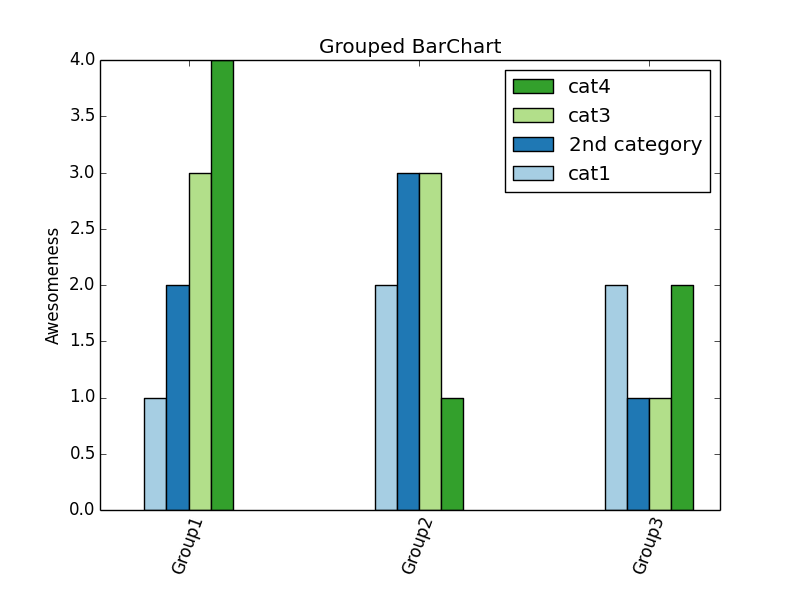 Grouped BarChart
Awesomeness
4.0
3.5
3.0
2.5
2.0
1.5
1.0
0.5
0.0
cat4
cat3
2nd category
cat1
Group1
Group2
Group3